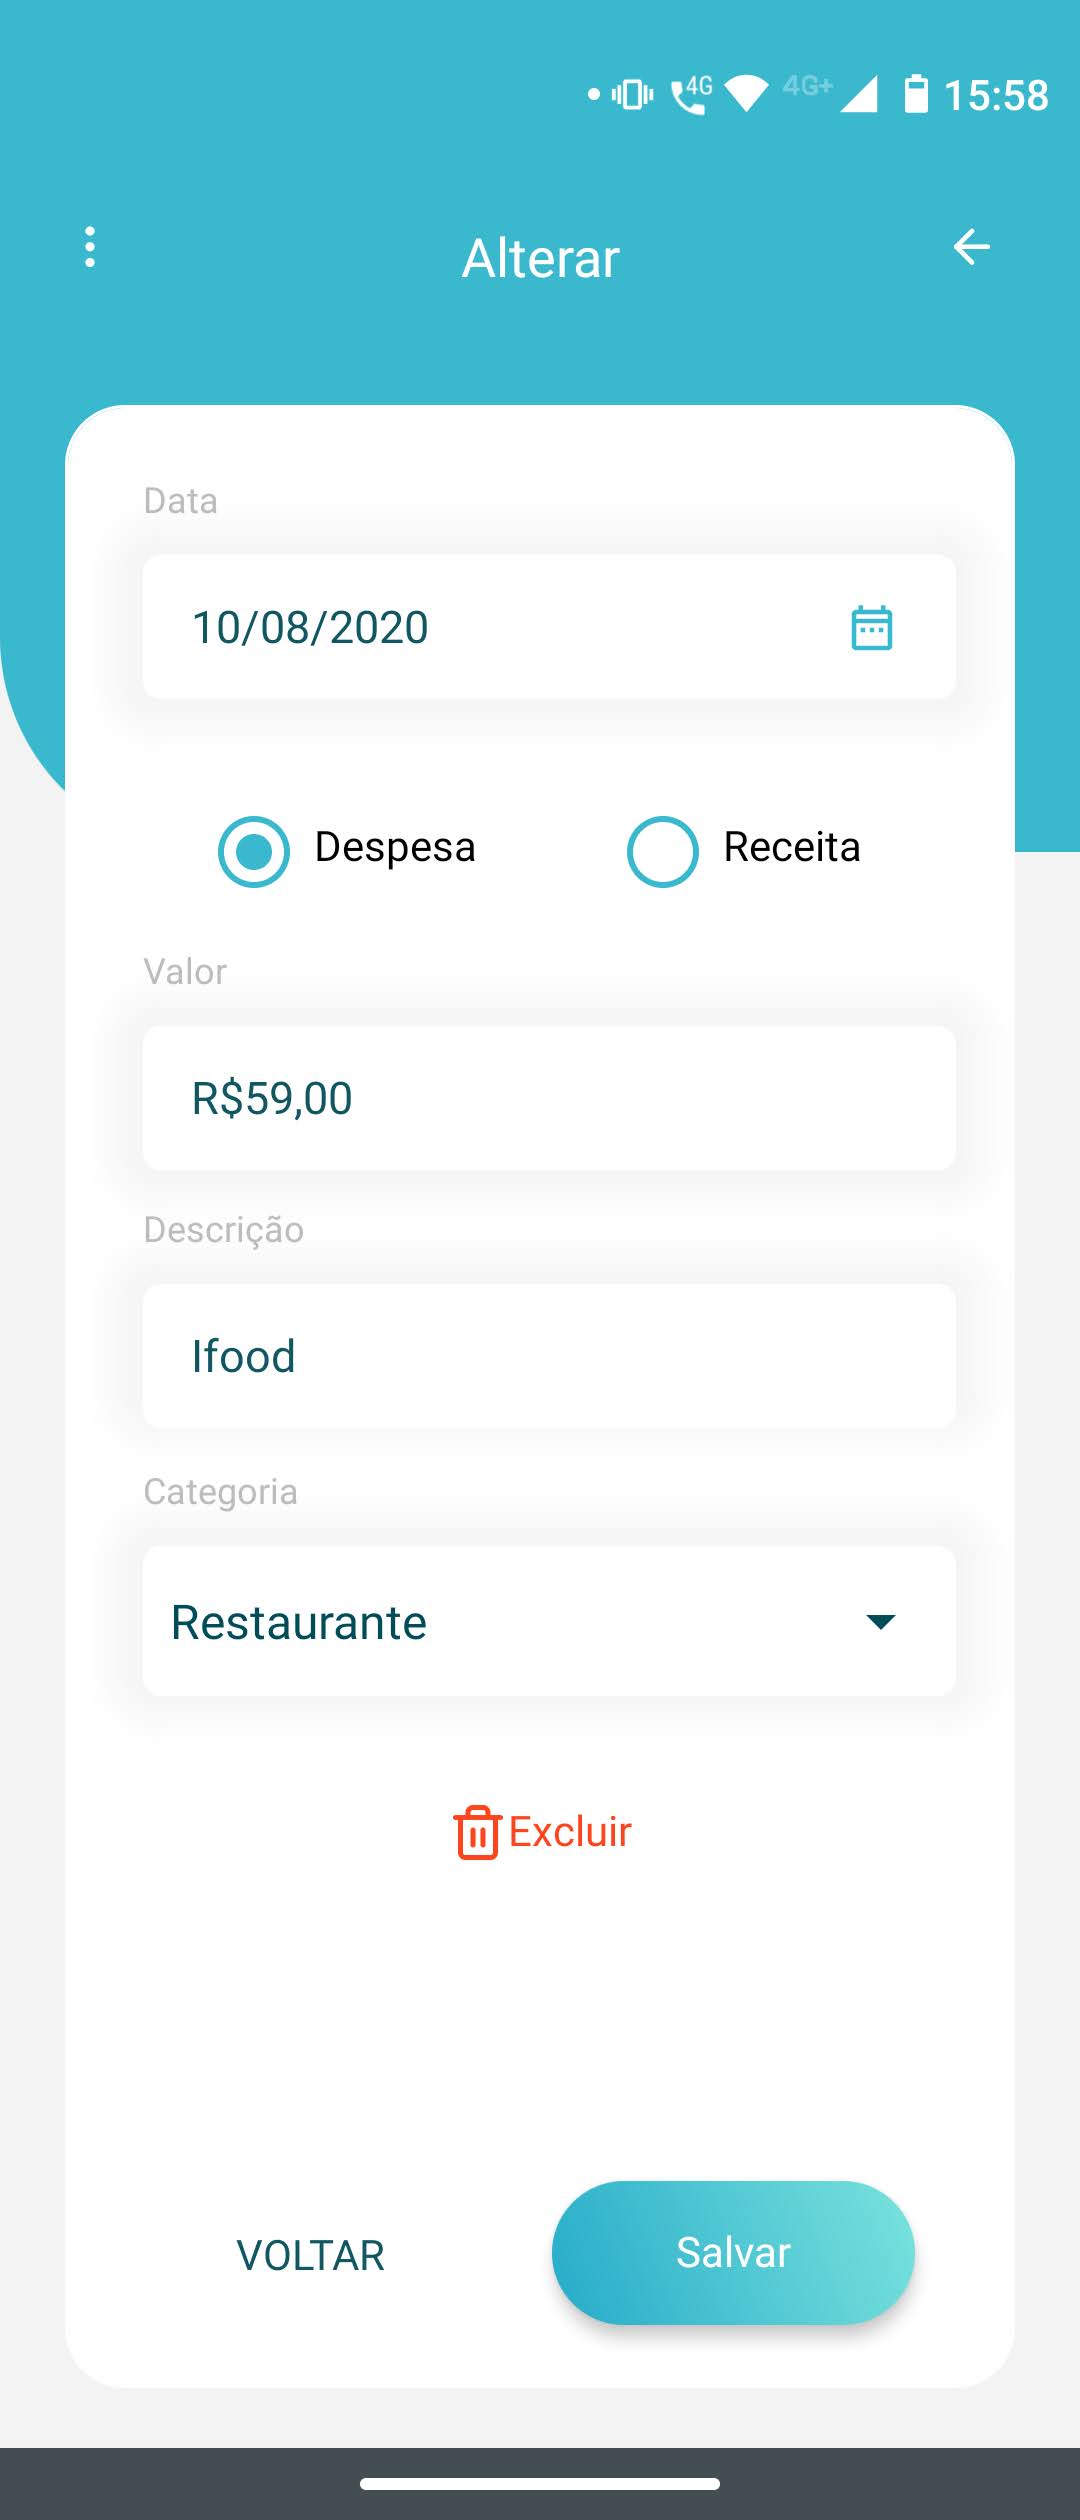 4G 4G+ 15:58
Alterar
Data
10/08/2020
Despesa Receita
Valor
R$59,00
Descrição
Ifood
Categoria
Restaurante
Excluir
VOLTAR Salvar